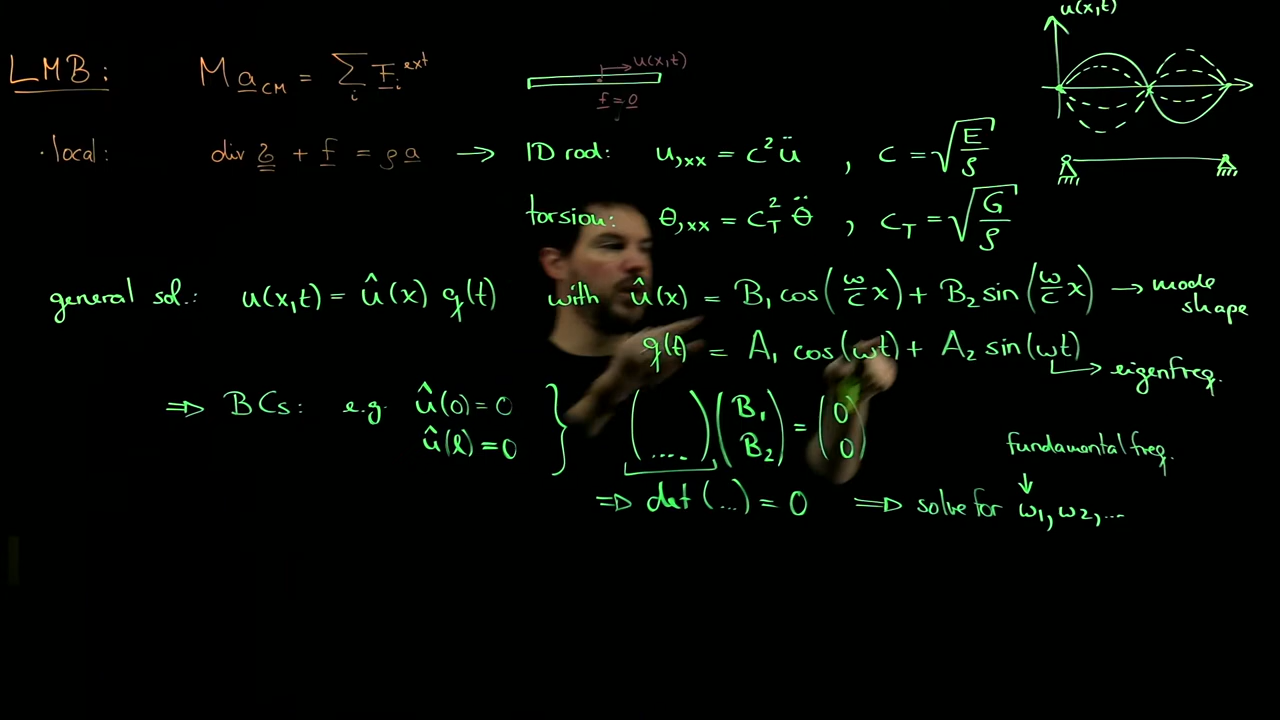 u(x,t)
LMB: M a_CM = Σ_i F_i^ext
u(x,t)
f = 0
· local: div σ + f = ρ a → 1D rod: u,xx = c² ü , c = √(E/ρ)
torsion: θ,xx = c_T² θ̈ , c_T = √(G/ρ)
general sol.: u(x,t) = û(x) q(t) with û(x) = B₁ cos(ω/c x) + B₂ sin(ω/c x) → mode shape
q(t) = A₁ cos(ωt) + A₂ sin(ωt)
→ eigenfreq.
⇒ BCs: e.g. û(0) = 0
û(l) = 0 } ( .... ) (B₁ B₂) = (0 0)
fundamental freq.
↓
⇒ det (...) = 0 ⇒ solve for ω₁, ω₂, ...